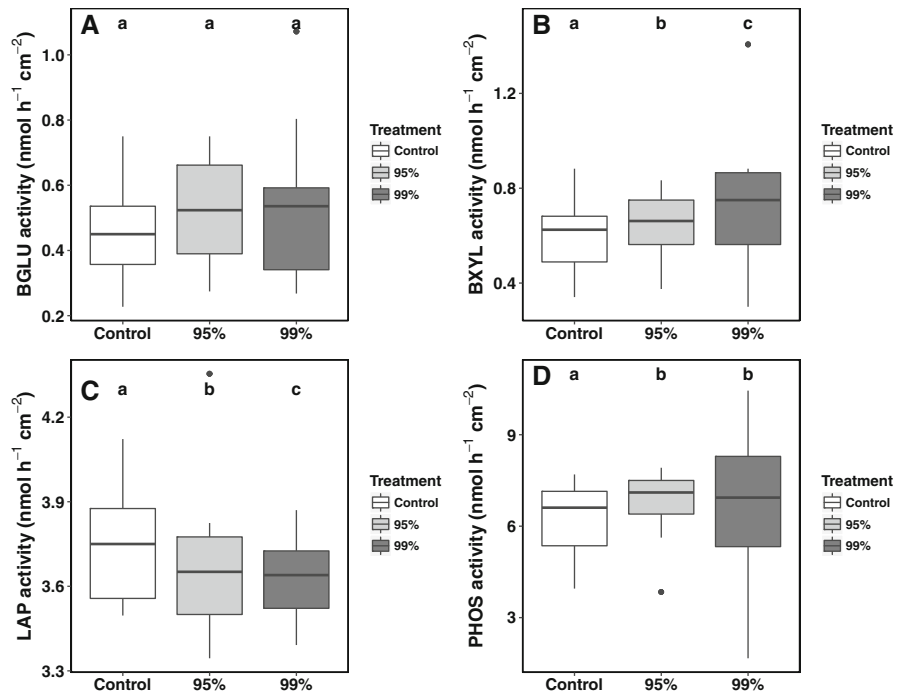 A
a a a
BGLU activity (nmol h−1 cm−2)
1.0
0.8
0.6
0.4
0.2
Control 95% 99%
Treatment
Control
95%
99%
B
a b c
BXYL activity (nmol h−1 cm−2)
1.2
0.8
0.4
Control 95% 99%
Treatment
Control
95%
99%
C
a b c
LAP activity (nmol h−1 cm−2)
4.2
3.9
3.6
3.3
Control 95% 99%
Treatment
Control
95%
99%
D
a b b
PHOS activity (nmol h−1 cm−2)
9
6
3
Control 95% 99%
Treatment
Control
95%
99%